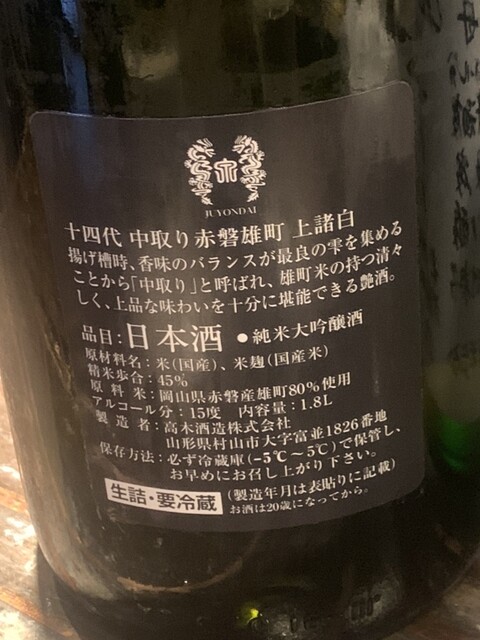 JUYONDAI
十四代 中取り赤磐雄町 上諸白
揚げ槽時、香味のバランスが最良の雫を集める
ことから「中取り」と呼ばれ、雄町米の持つ清々
しく、上品な味わいを十分に堪能できる艶酒。
品目:日本酒 ●純米大吟醸酒
原材料名:米(国産)、米麹(国産米)
精米歩合:45%
原料米:岡山県赤磐産雄町80%使用
アルコール分:15度 内容量:1.8L
製造者:高木酒造株式会社
山形県村山市大字富並1826番地
保存方法:必ず冷蔵庫(-5℃~5℃)で保管し、
お早めにお召し上がり下さい。
生詰・要冷蔵 (製造年月は表貼りに記載)
お酒は20歳になってから。